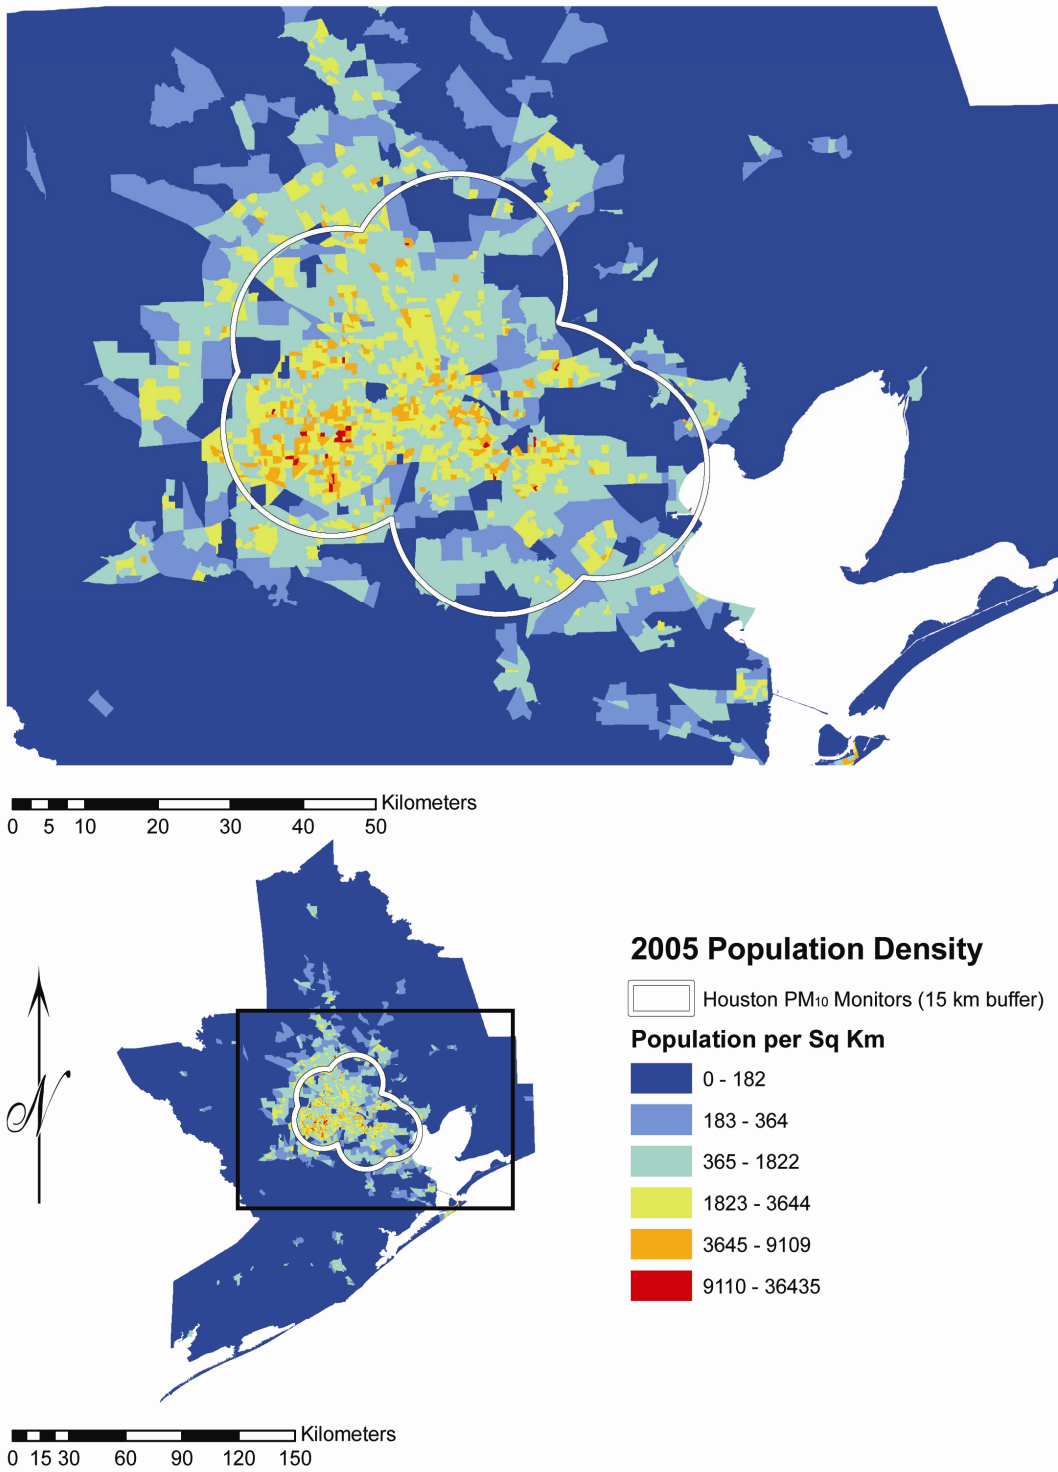 Kilometers
0 5 10 20 30 40 50
N
2005 Population Density
Houston PM₁₀ Monitors (15 km buffer)
Population per Sq Km
0 - 182
183 - 364
365 - 1822
1823 - 3644
3645 - 9109
9110 - 36435
Kilometers
0 15 30 60 90 120 150